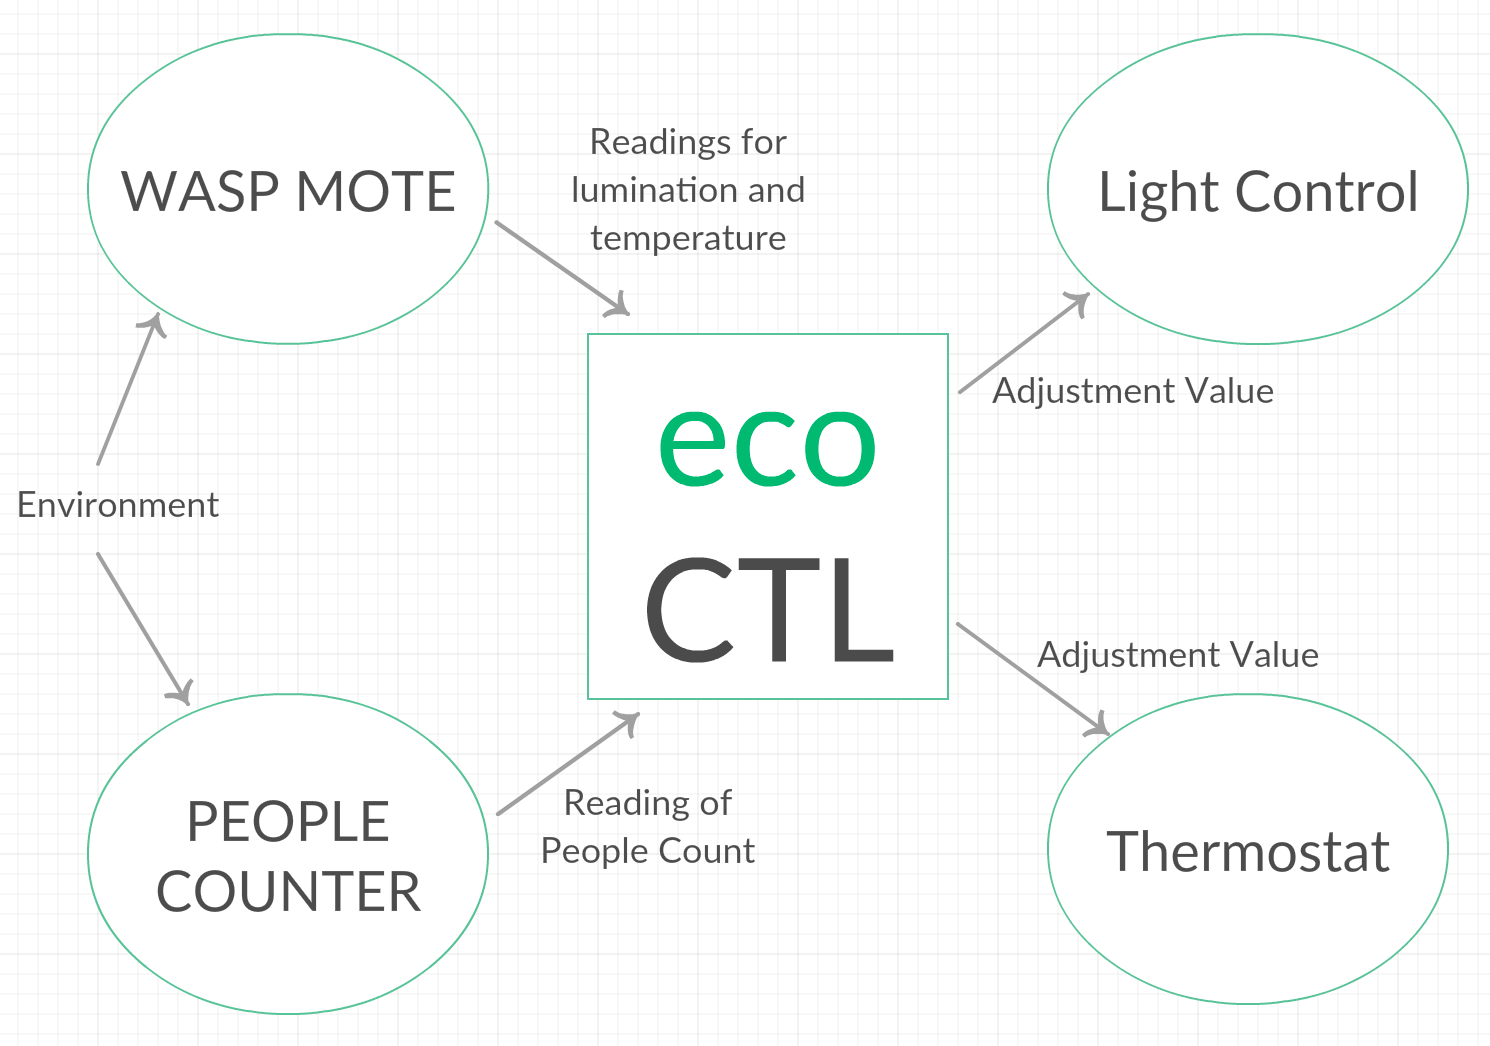 WASP MOTE
Readings for
lumination and
temperature
Light Control
Adjustment Value
Environment
eco
CTL
Adjustment Value
Reading of
People Count
PEOPLE
COUNTER
Thermostat